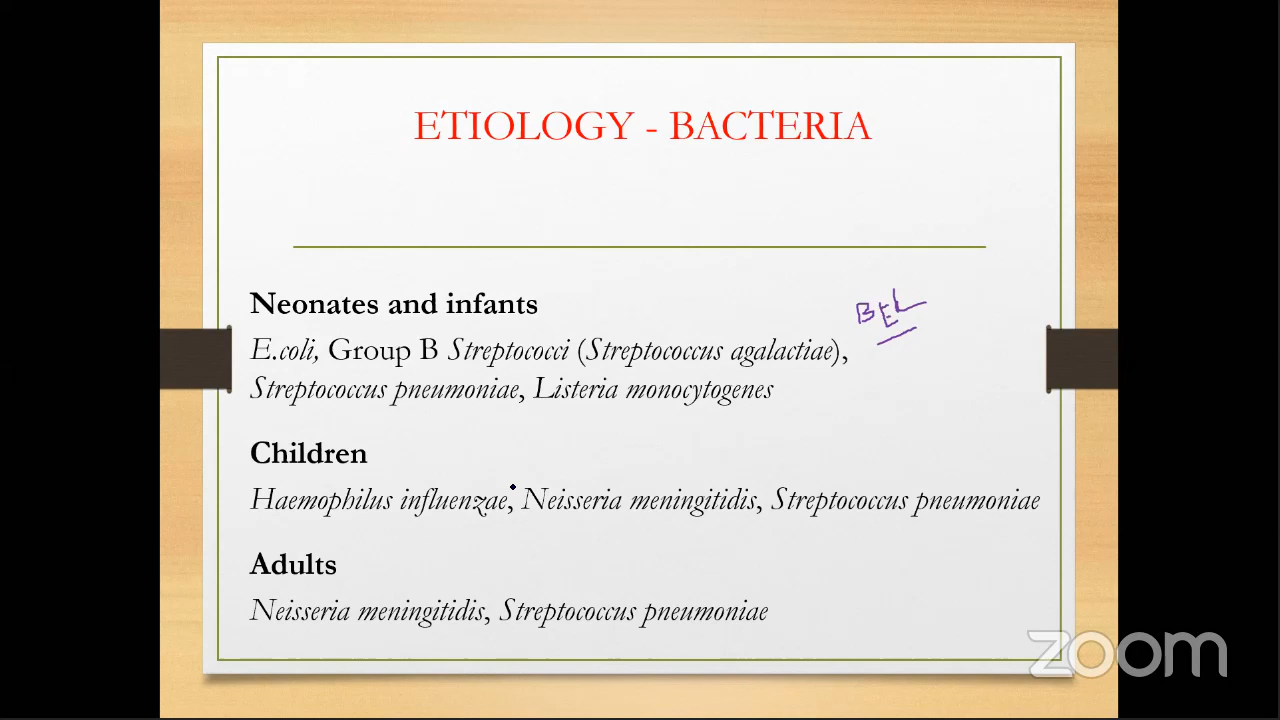 ETIOLOGY - BACTERIA
Neonates and infants
BEL
E.coli, Group B Streptococci (Streptococcus agalactiae),
Streptococcus pneumoniae, Listeria monocytogenes
Children
Haemophilus influenzae, Neisseria meningitidis, Streptococcus pneumoniae
Adults
Neisseria meningitidis, Streptococcus pneumoniae
zoom